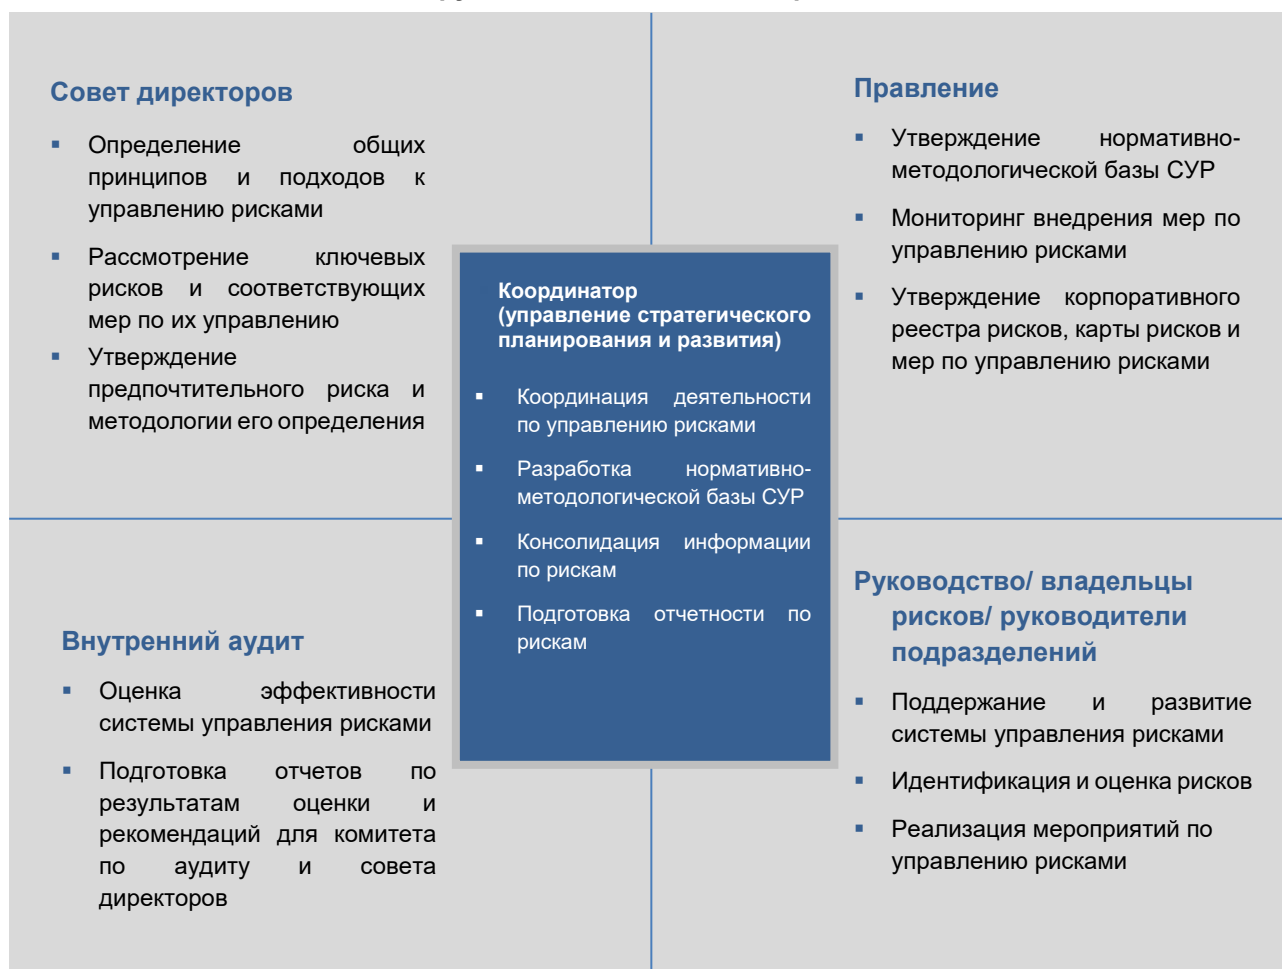 Совет директоров
Определение общих
принципов и подходов к
управлению рисками
Рассмотрение ключевых
рисков и соответствующих
мер по их управлению
Утверждение
предпочтительного риска и
методологии его определения
Правление
Утверждение нормативно-
методологической базы СУР
Мониторинг внедрения мер по
управлению рисками
Утверждение корпоративного
реестра рисков, карты рисков и
мер по управлению рисками
Координатор
(управление стратегического
планирования и развития)
Координация деятельности
по управлению рисками
Разработка нормативно-
методологической базы СУР
Консолидация информации
по рискам
Подготовка отчетности по
рискам
Внутренний аудит
Оценка эффективности
системы управления рисками
Подготовка отчетов по
результатам оценки и
рекомендаций для комитета
по аудиту и совета
директоров
Руководство/ владельцы
рисков/ руководители
подразделений
Поддержание и развитие
системы управления рисками
Идентификация и оценка рисков
Реализация мероприятий по
управлению рисками